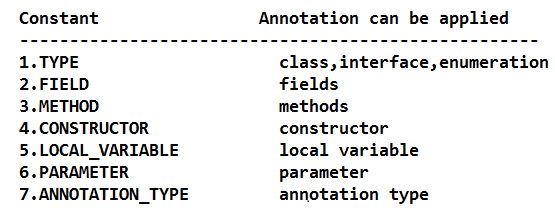 Constant Annotation can be applied
----------------------------------------------------
1.TYPE class,interface,enumeration
2.FIELD fields
3.METHOD methods
4.CONSTRUCTOR constructor
5.LOCAL_VARIABLE local variable
6.PARAMETER parameter
7.ANNOTATION_TYPE annotation type